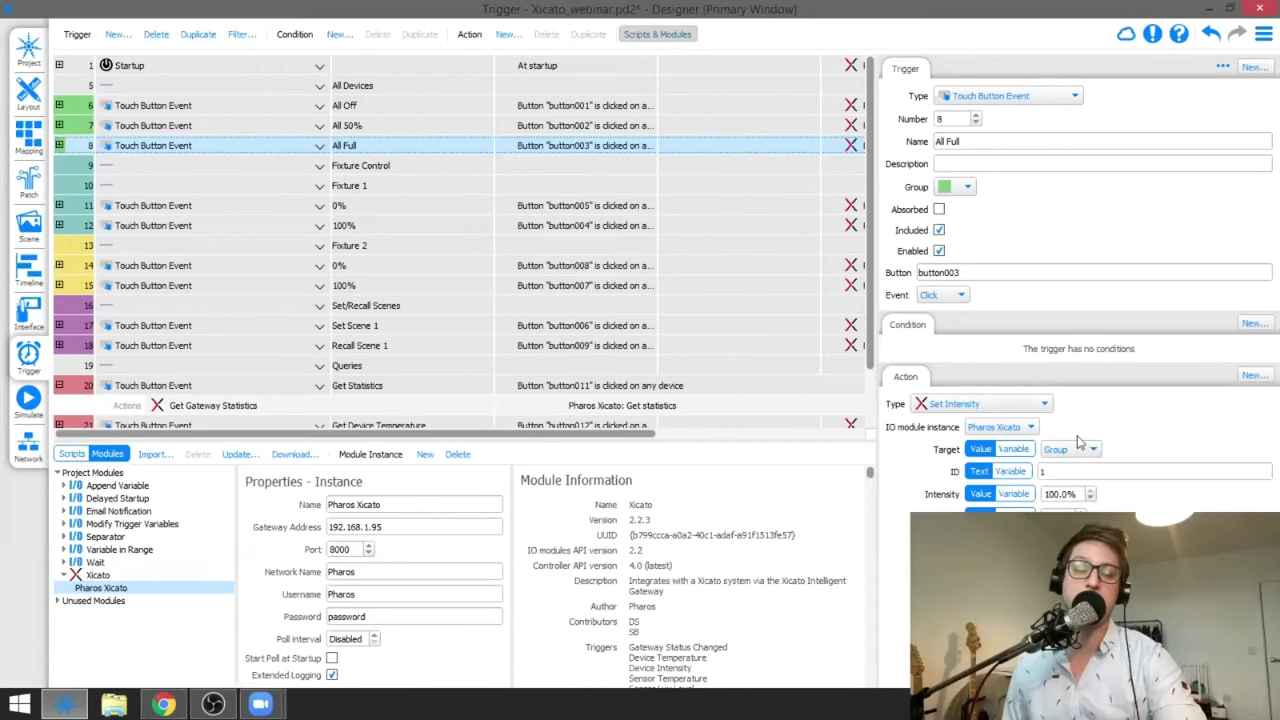 Trigger - Xicato_webinar.pd2* - Designer (Primary Window)
Project
Layout
Mapping
Patch
Scene
Timeline
Interface
Trigger
Simulate
Network
Trigger New... Delete Duplicate Filter... Condition New... Delete Duplicate Action New... Delete Duplicate Scripts & Modules
1 Startup At startup
5 All Devices
6 Touch Button Event All Off Button "button001" is clicked on a...
7 Touch Button Event All 50% Button "button002" is clicked on a...
8 Touch Button Event All Full Button "button003" is clicked on a...
9 Fixture Control
10 Fixture 1
11 Touch Button Event 0% Button "button005" is clicked on a...
12 Touch Button Event 100% Button "button004" is clicked on a...
13 Fixture 2
14 Touch Button Event 0% Button "button008" is clicked on a...
15 Touch Button Event 100% Button "button007" is clicked on a...
16 Set/Recall Scenes
17 Touch Button Event Set Scene 1 Button "button006" is clicked on a...
18 Touch Button Event Recall Scene 1 Button "button009" is clicked on a...
19 Queries
20 Touch Button Event Get Statistics Button "button011" is clicked on any device
Actions Get Gateway Statistics Pharos Xicato: Get statistics
21 Touch Button Event Get Device Temperature Button "button012" is clicked on a...
Trigger New...
Type Touch Button Event
Number 8
Name All Full
Description
Group
Absorbed
Included
Enabled
Button button003
Event Click
Condition New...
The trigger has no conditions
Action New...
Type Set Intensity
IO module instance Pharos Xicato
Target Value Variable Group
ID Text Variable 1
Intensity Value Variable 100.0%
Scripts Modules Import... Delete Update... Download... Module Instance New Delete
Project Modules
I/O Append Variable
I/O Delayed Startup
I/O Email Notification
I/O Modify Trigger Variables
I/O Separator
I/O Variable in Range
I/O Wait
Xicato
Pharos Xicato
Unused Modules
Properties - Instance
Name Pharos Xicato
Gateway Address 192.168.1.95
Port 8000
Network Name Pharos
Username Pharos
Password password
Poll interval Disabled
Start Poll at Startup
Extended Logging
Module Information
Name Xicato
Version 2.2.3
UUID {b799ccca-a0a2-40c1-adaf-a91f1513fe57}
IO modules API version 2.2
Controller API version 4.0 (latest)
Description Integrates with a Xicato system via the Xicato Intelligent
Gateway
Author Pharos
Contributors DS
SB
Triggers Gateway Status Changed
Device Temperature
Device Intensity
Sensor Temperature